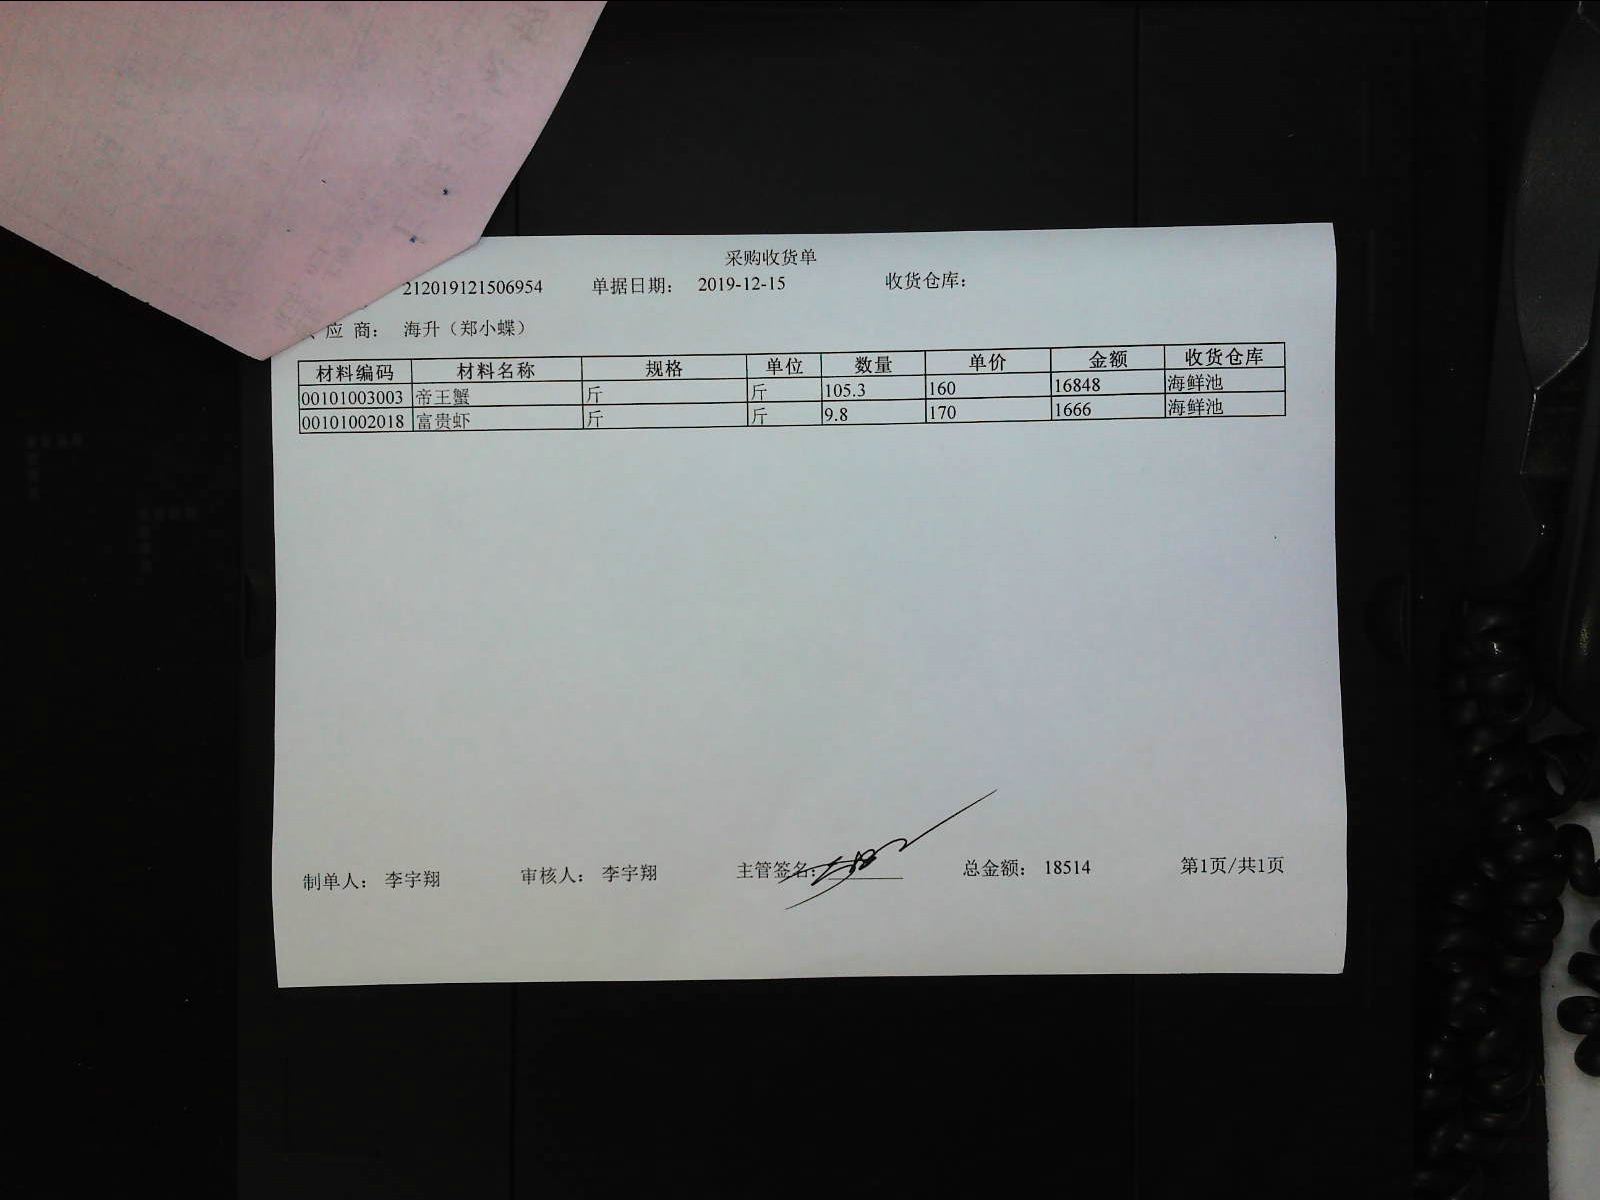 采购收货单
212019121506954 单据日期： 2019-12-15 收货仓库：
应 商： 海升（郑小蝶）
材料编码 材料名称 规格 单位 数量 单价 金额 收货仓库
00101003003 帝王蟹 斤 斤 105.3 160 16848 海鲜池
00101002018 富贵虾 斤 斤 9.8 170 1666 海鲜池
制单人： 李宇翔 审核人： 李宇翔 主管签名： 总金额： 18514 第1页/共1页